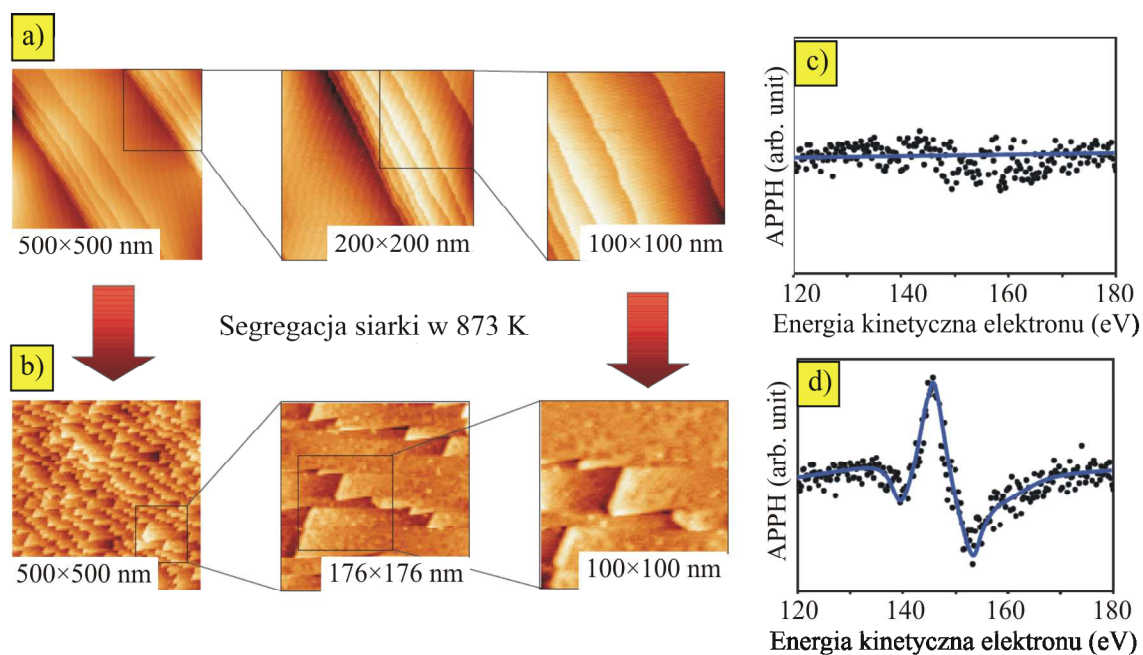 a)
500×500 nm
200×200 nm
100×100 nm
Segregacja siarki w 873 K
b)
500×500 nm
176×176 nm
100×100 nm
c)
APPH (arb. unit)
120 140 160 180
Energia kinetyczna elektronu (eV)
d)
APPH (arb. unit)
120 140 160 180
Energia kinetyczna elektronu (eV)